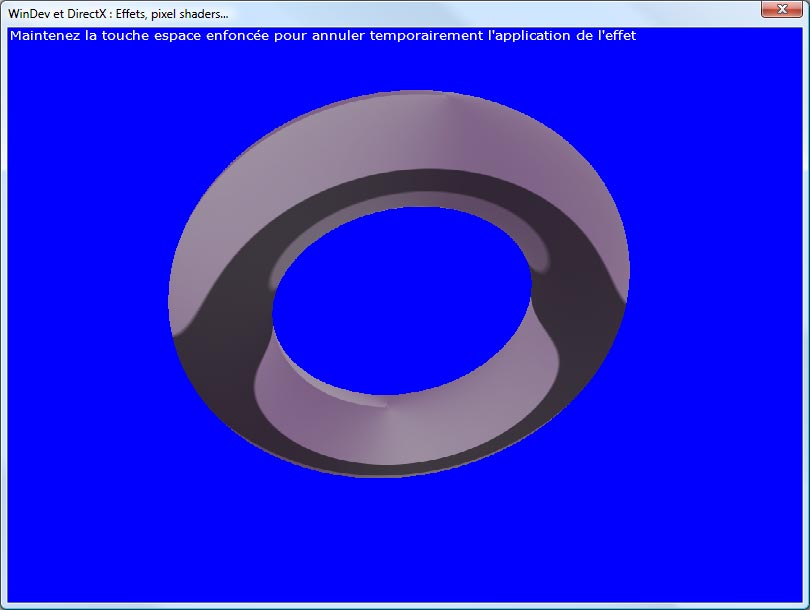 WinDev et DirectX : Effets, pixel shaders...
Maintenez la touche espace enfoncée pour annuler temporairement l'application de l'effet